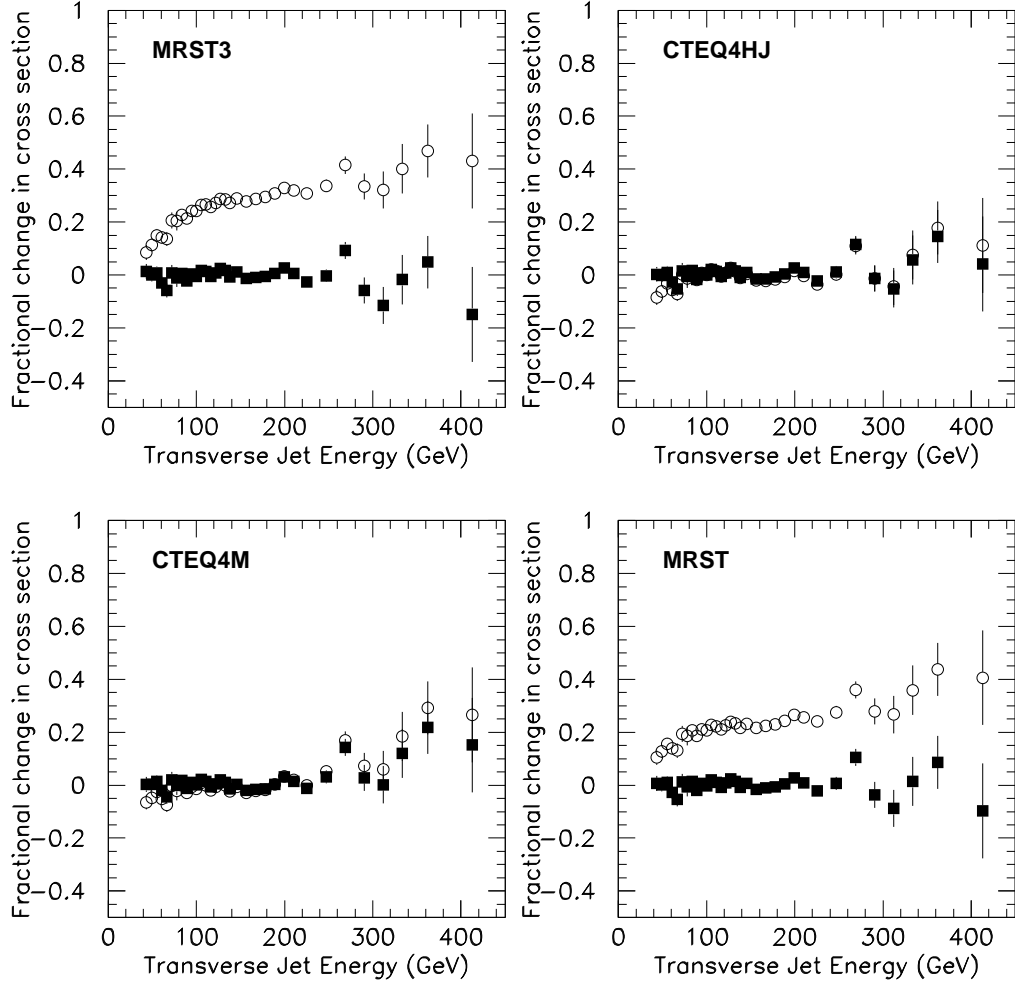 MRST3
Fractional change in cross section
1
0.8
0.6
0.4
0.2
0
−0.2
−0.4
0 100 200 300 400
Transverse Jet Energy (GeV)
CTEQ4HJ
Fractional change in cross section
1
0.8
0.6
0.4
0.2
0
−0.2
−0.4
0 100 200 300 400
Transverse Jet Energy (GeV)
CTEQ4M
Fractional change in cross section
1
0.8
0.6
0.4
0.2
0
−0.2
−0.4
0 100 200 300 400
Transverse Jet Energy (GeV)
MRST
Fractional change in cross section
1
0.8
0.6
0.4
0.2
0
−0.2
−0.4
0 100 200 300 400
Transverse Jet Energy (GeV)